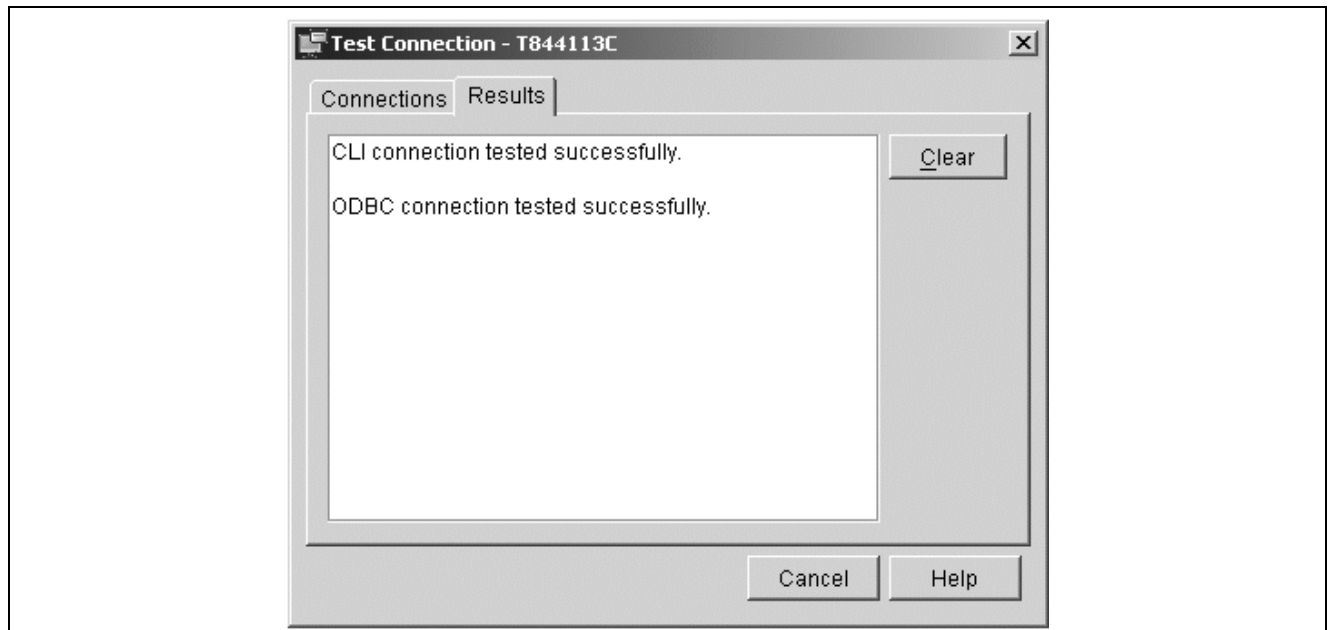 Test Connection - T844113C
Connections Results
CLI connection tested successfully.
Clear
ODBC connection tested successfully.
Cancel Help